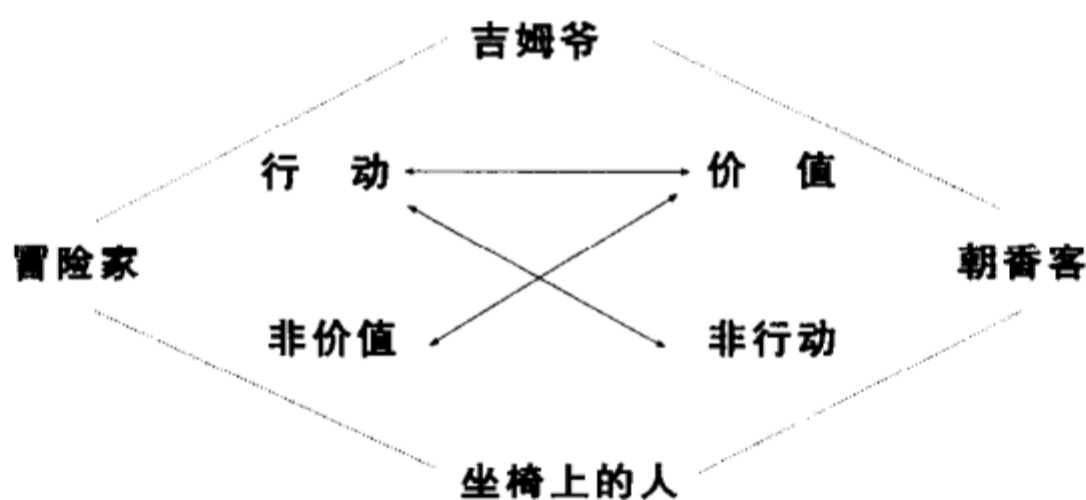 吉姆爷
行 动 价 值
冒险家 朝香客
非价值 非行动
坐椅上的人